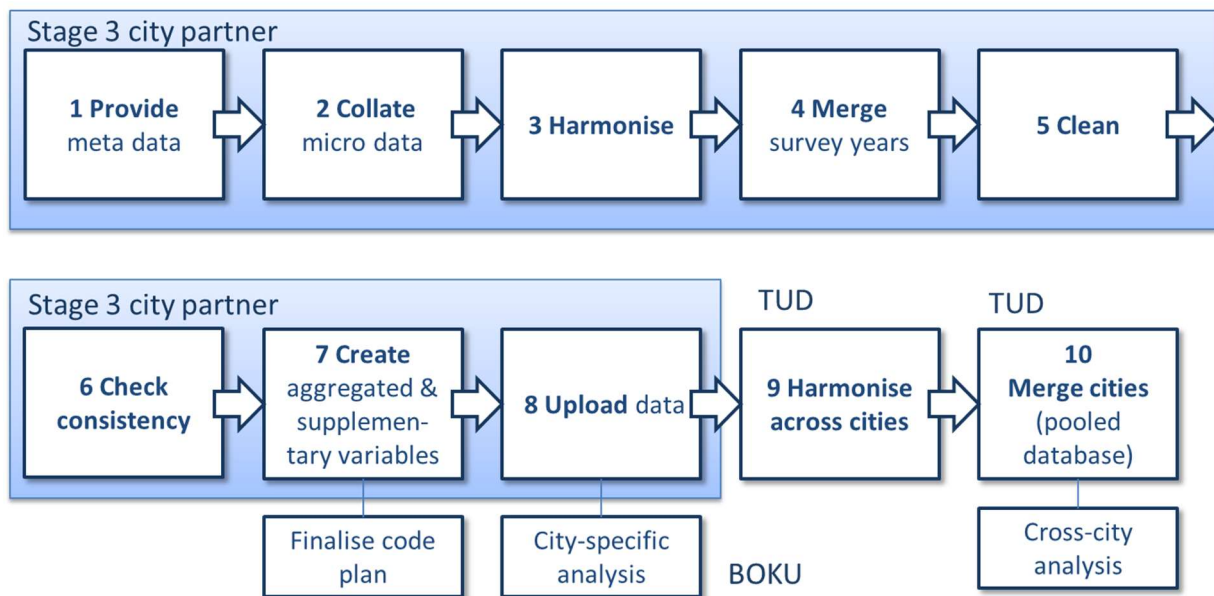 Stage 3 city partner
1 Provide
meta data
2 Collate
micro data
3 Harmonise
4 Merge
survey years
5 Clean
Stage 3 city partner
TUD
TUD
6 Check
consistency
7 Create
aggregated &
supplemen-
tary variables
8 Upload data
9 Harmonise
across cities
10
Merge cities
(pooled
database)
Finalise code
plan
City-specific
analysis
BOKU
Cross-city
analysis